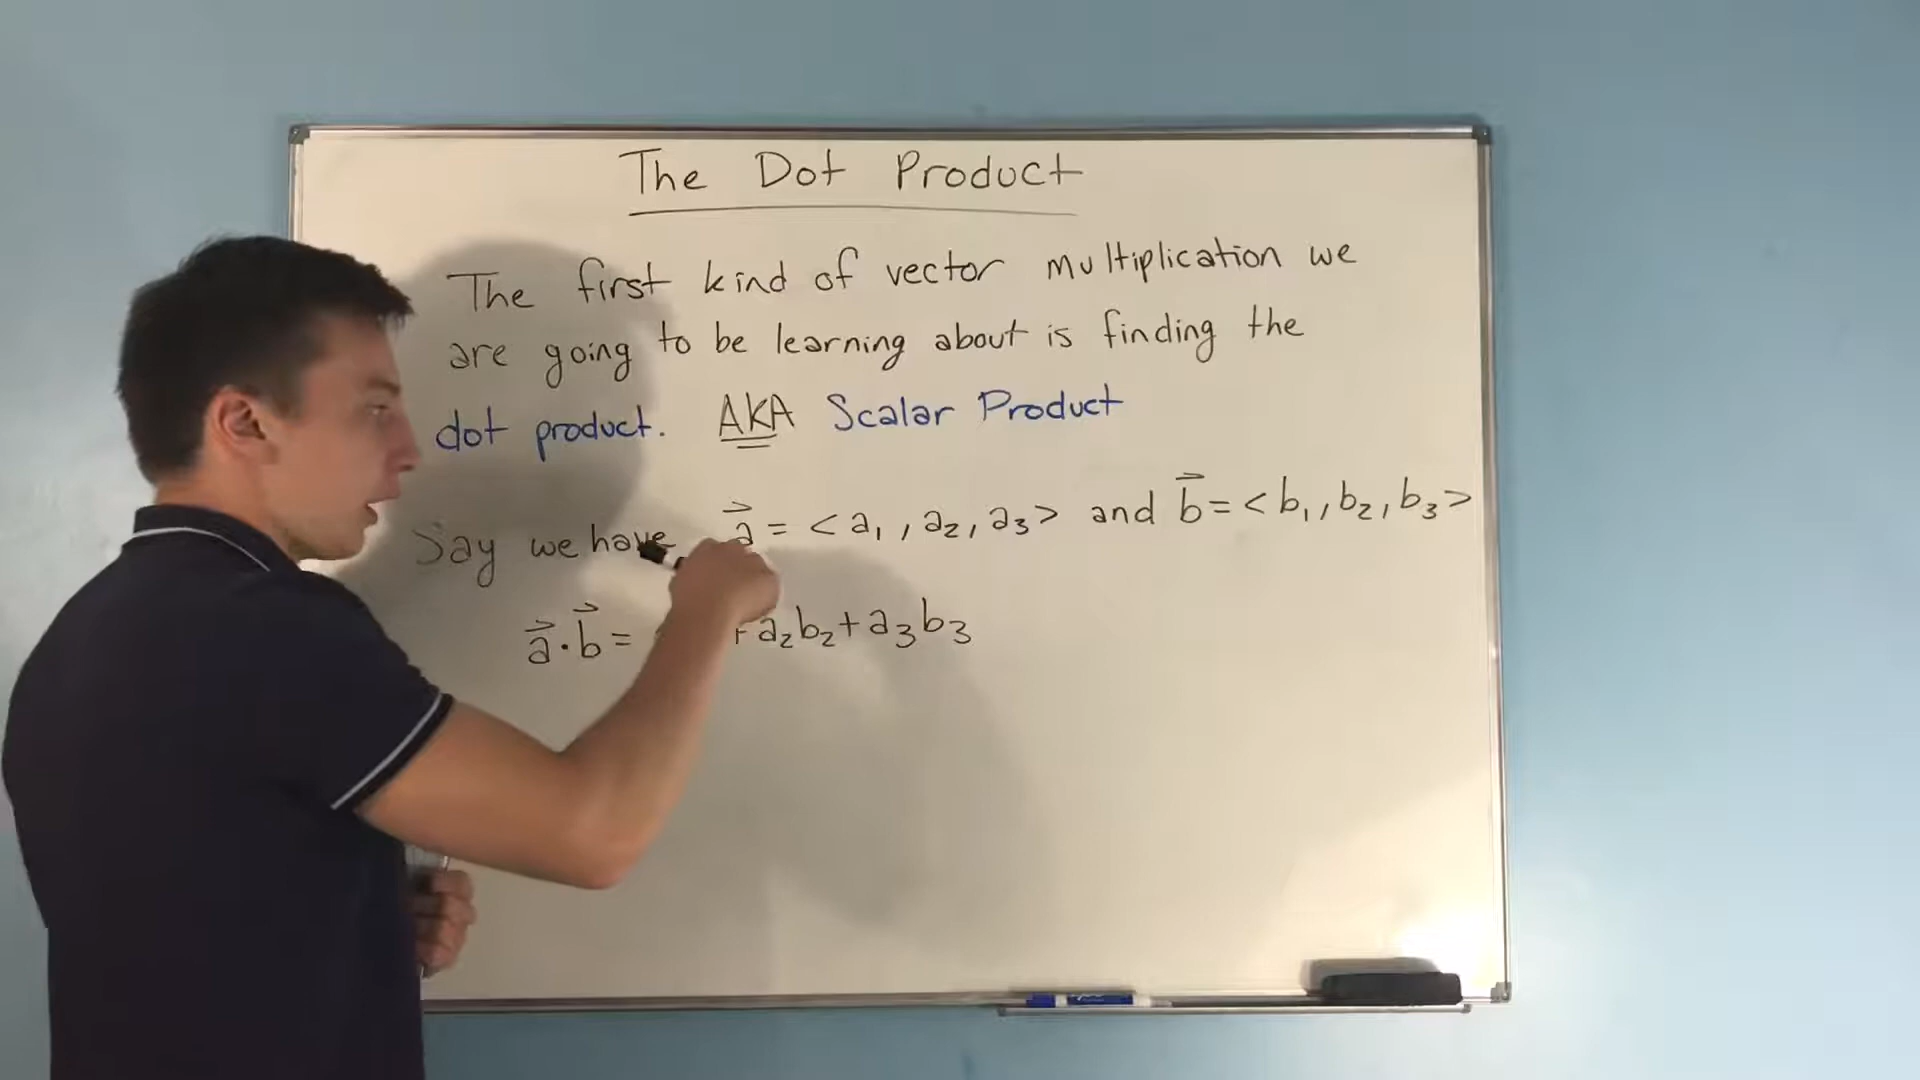 The Dot Product
The first kind of vector multiplication we
are going to be learning about is finding the
dot product. AKA Scalar Product
Say we have a⃗ = <a₁, a₂, a₃> and b⃗ = <b₁, b₂, b₃>
a⃗·b⃗ = + a₂b₂ + a₃b₃